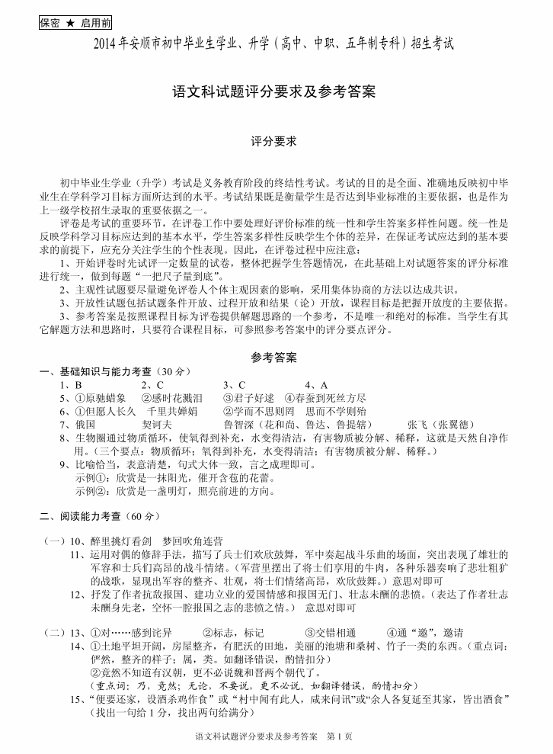 保密 ★ 启用前
2014 年安顺市初中毕业生学业、升学（高中、中职、五年制专科）招生考试
语文科试题评分要求及参考答案
评分要求
初中毕业生学业（升学）考试是义务教育阶段的终结性考试。考试的目的是全面、准确地反映初中毕
业生在学科学习目标方面所达到的水平。考试结果既是衡量学生是否达到毕业标准的主要依据，也是作为
上一级学校招生录取的重要依据之一。
评卷是考试的重要环节。在评卷工作中要处理好评价标准的统一性和学生答案多样性问题。统一性是
反映学科学习目标应达到的基本水平，学生答案多样性反映学生个体的差异，在保证考试应达到的基本要
求的前提下，应充分关注学生的个性表现。因此，在评卷过程中应注意：
1、开始评卷时先试评一定数量的试卷，整体把握学生答题情况，在此基础上对试题答案的评分标准
进行统一，做到每题“一把尺子量到底”。
2、主观性试题要尽量避免评卷人个体主观因素的影响，采用集体协商的方法以达成共识。
3、开放性试题包括试题条件开放、过程开放和结果（论）开放，课程目标是把握开放度的主要依据。
3、参考答案是按照课程目标为评卷提供解题思路的一个参考，不是唯一和绝对的标准。当学生有其
它解题方法和思路时，只要符合课程目标，可参照参考答案中的评分要点评分。
参考答案
一、基础知识与能力考查（30 分）
1、B 2、C 3、C 4、A
5、①原驰蜡象 ②感时花溅泪 ③君子好逑 ④春蚕到死丝方尽
6、①但愿人长久 千里共婵娟 ②学而不思则罔 思而不学则殆
7、俄国 契诃夫 鲁智深（花和尚、鲁达、鲁提辖） 张飞（张翼德）
8、生物圈通过物质循环，使氧得到补充，水变得清洁，有害物质被分解、稀释，这就是天然自净作
用。（三个要点：物质循环；氧得到补充，水变得清洁；有害物质被分解、稀释。）
9、比喻恰当，表意清楚，句式大体一致，言之成理即可。
示例①：欣赏是一抹阳光，催开含苞的花蕾。
示例②：欣赏是一盏明灯，照亮前进的方向。
二、阅读能力考查（60 分）
（一）10、醉里挑灯看剑 梦回吹角连营
11、运用对偶的修辞手法，描写了兵士们欢欣鼓舞，军中奏起战斗乐曲的场面，突出表现了雄壮的
军容和士兵们高昂的战斗情绪。（军营里摆出了将士们享用的牛肉，各种乐器奏响了悲壮粗犷
的战歌，显现出军容的整齐、壮观，将士们情绪高昂，欢欣鼓舞。）意思对即可
12、抒发了作者抗敌报国、建功立业的爱国情感和报国无门、壮志未酬的悲愤。（表达了作者壮志
未酬身先老，空怀一腔报国之志的悲愤之情。） 意思对即可
（二）13、①对……感到诧异 ②标志，标记 ③交错相通 ④通“邀”，邀请
14、①土地平坦开阔，房屋整齐，有肥沃的田地，美丽的池塘和桑树、竹子一类的东西。（重点词：
俨然，整齐的样子；属，类。如翻译错误，酌情扣分）
②竟然不知道有汉朝，更不必说魏和晋两个朝代了。
（重点词：乃，竟然；无论，不要说，更不必说。如翻译错误，酌情扣分）
15、“便要还家，设酒杀鸡作食”或“村中闻有此人，咸来问讯”或“余人各复延至其家，皆出酒食”
（找出一句给 1 分，找出两句给满分）
语文科试题评分要求及参考答案 第 1 页